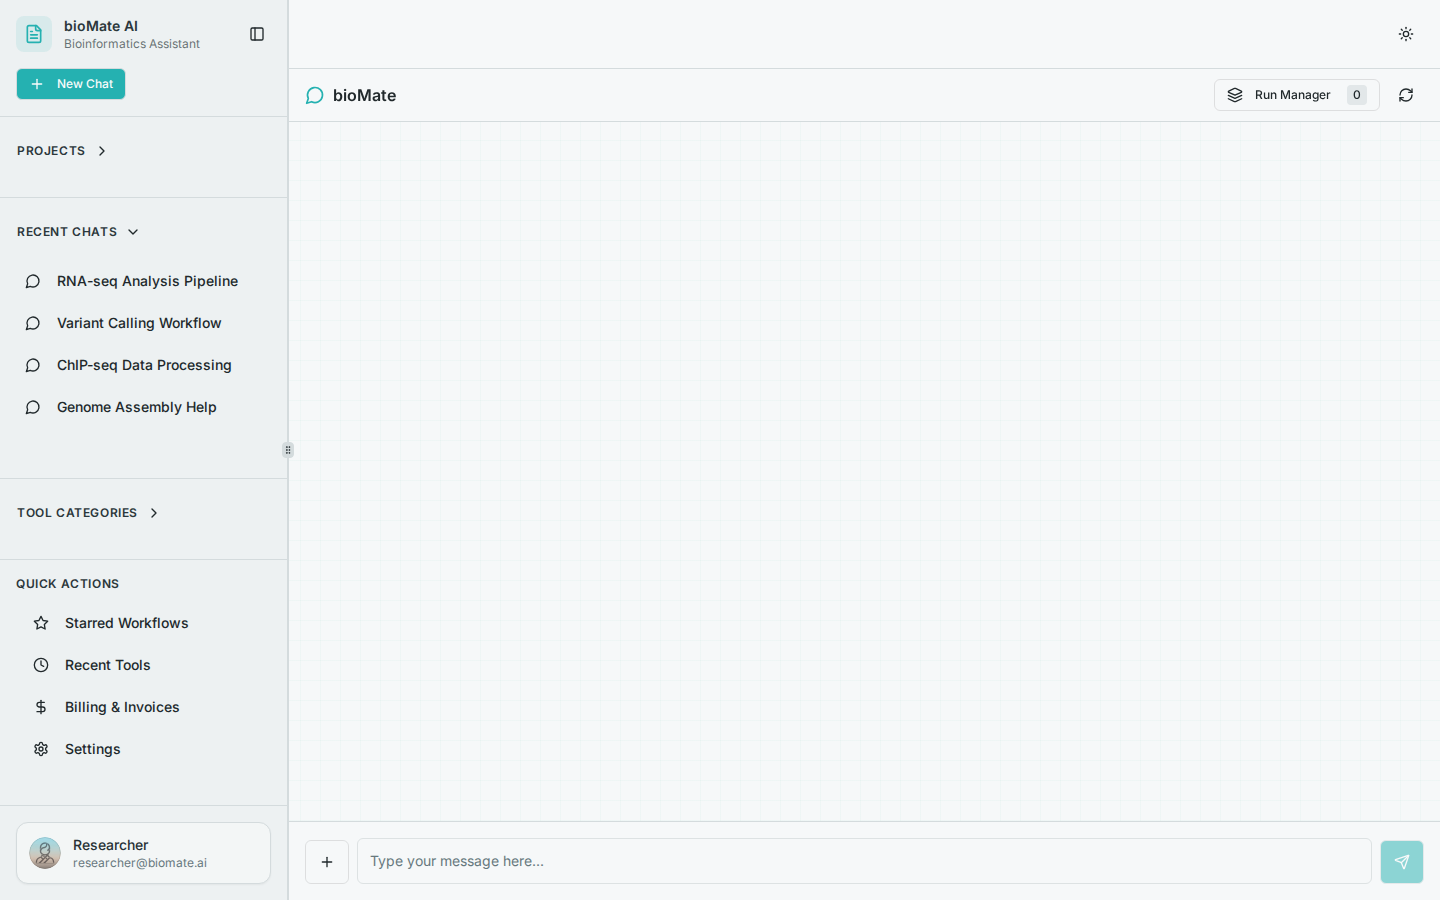 bioMate AI
Bioinformatics Assistant
New Chat
PROJECTS
RECENT CHATS
RNA-seq Analysis Pipeline
Variant Calling Workflow
ChIP-seq Data Processing
Genome Assembly Help
TOOL CATEGORIES
QUICK ACTIONS
Starred Workflows
Recent Tools
Billing & Invoices
Settings
Researcher
researcher@biomate.ai
bioMate
Run Manager 0
Type your message here...